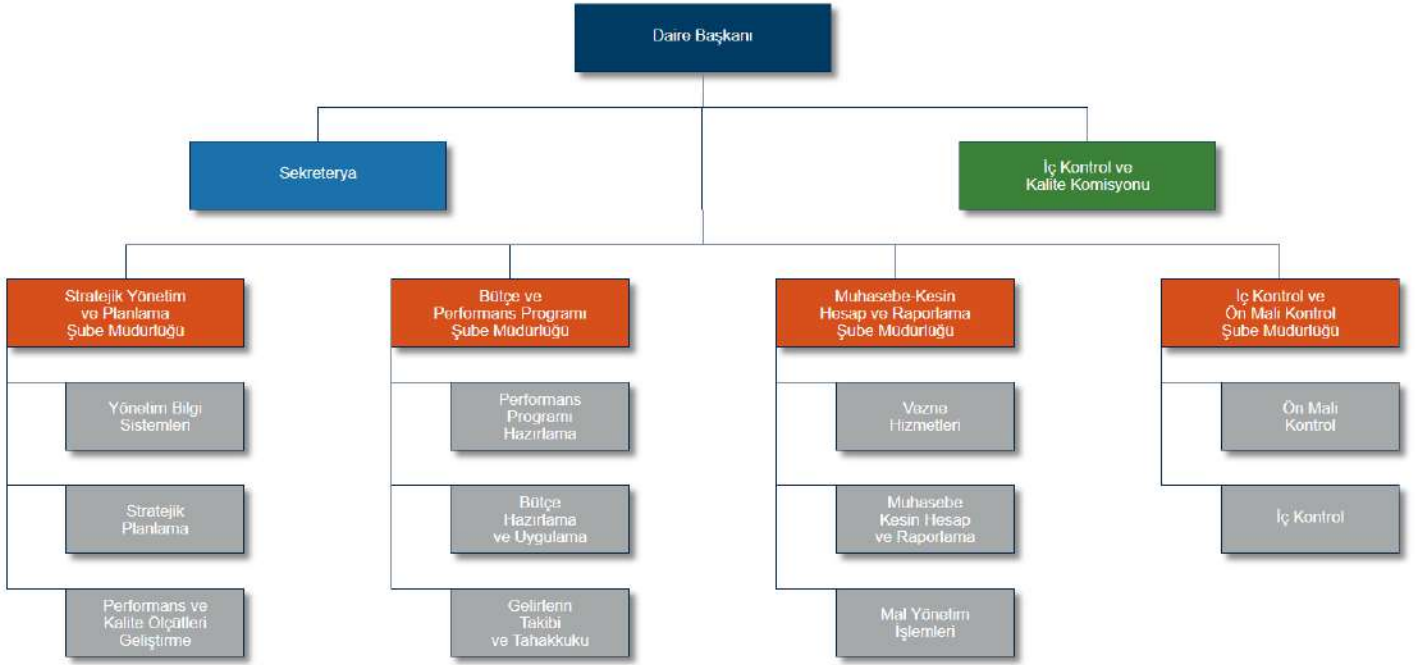 Daire Başkanı
Sekreterya
İç Kontrol ve
Kalite Komisyonu
Stratejik Yönetim
ve Planlama
Şube Müdürlüğü
Bütçe ve
Performans Programı
Şube Müdürlüğü
Muhasebe-Kesin
Hesap ve Raporlama
Şube Müdürlüğü
İç Kontrol ve
Ön Mali Kontrol
Şube Müdürlüğü
Yönetim Bilgi
Sistemleri
Performans
Programı
Hazırlama
Vezne
Hizmetleri
Ön Mali
Kontrol
Stratejik
Planlama
Bütçe
Hazırlama
ve Uygulama
Muhasebe
Kesin Hesap
ve Raporlama
İç Kontrol
Performans ve
Kalite Ölçütleri
Geliştirme
Gelirlerin
Takibi
ve Tahakkuku
Mal Yönetim
İşlemleri